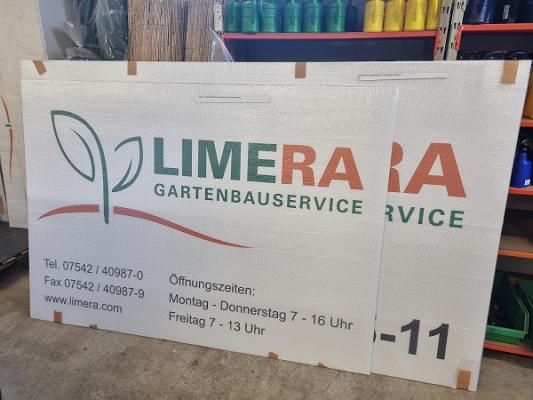 LIMERA
GARTENBAUSERVICE
Tel. 07542 / 40987-0
Fax 07542 / 40987-9
www.limera.com
Öffnungszeiten:
Montag - Donnerstag 7 - 16 Uhr
Freitag 7 - 13 Uhr
RA
RVICE
-11